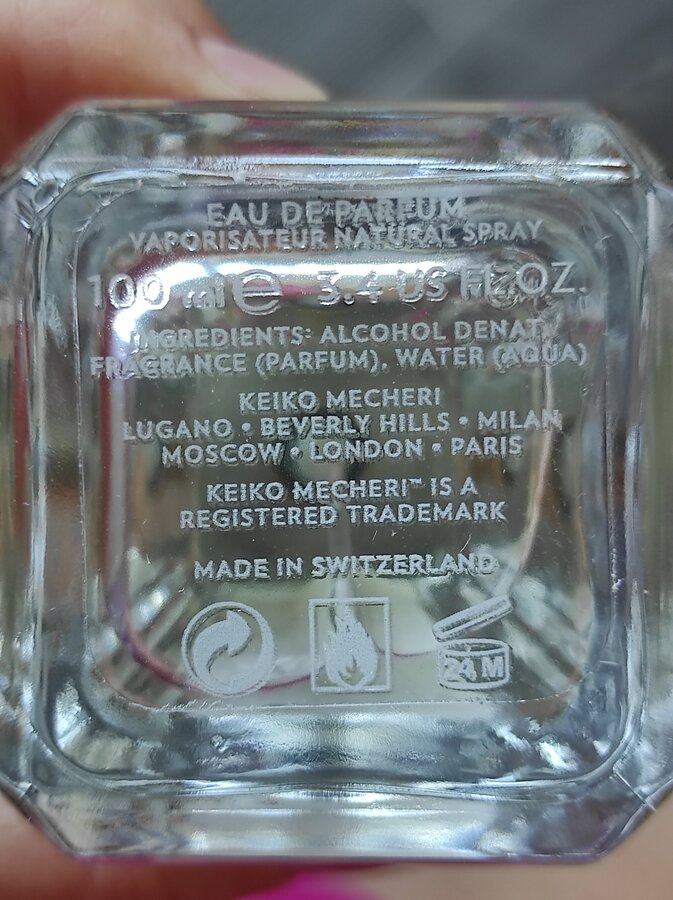 EAU DE PARFUM
VAPORISATEUR NATURAL SPRAY
100 ml ℮ 3.4 US FL.OZ.
INGREDIENTS: ALCOHOL DENAT.,
FRAGRANCE (PARFUM), WATER (AQUA)
KEIKO MECHERI
LUGANO • BEVERLY HILLS • MILAN
MOSCOW • LONDON • PARIS
KEIKO MECHERI™ IS A
REGISTERED TRADEMARK
MADE IN SWITZERLAND
24 M